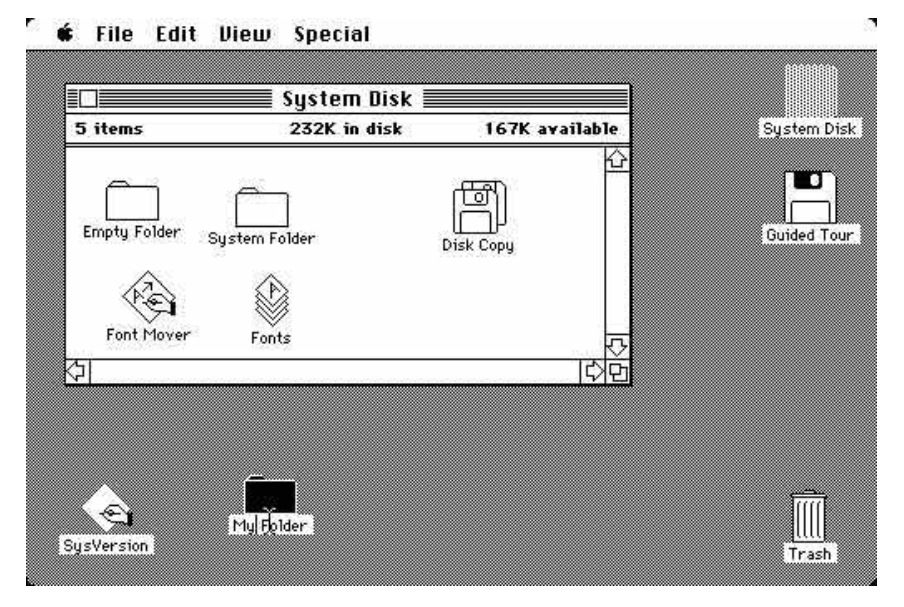 File Edit View Special
System Disk
5 items 232K in disk 167K available
Empty Folder System Folder Disk Copy
Font Mover Fonts
System Disk
Guided Tour
SysVersion My Folder Trash